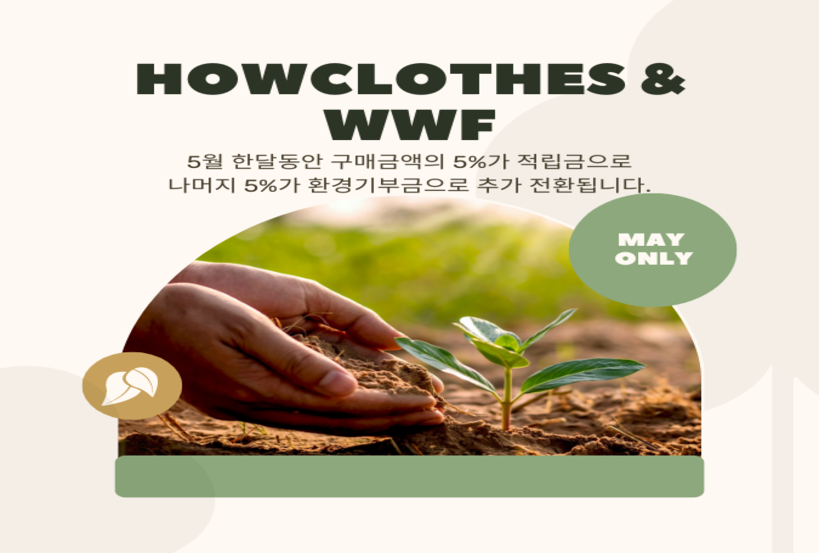 HOWCLOTHES &
WWF
5월 한달동안 구매금액의 5%가 적립금으로
나머지 5%가 환경기부금으로 추가 전환됩니다.
MAY
ONLY